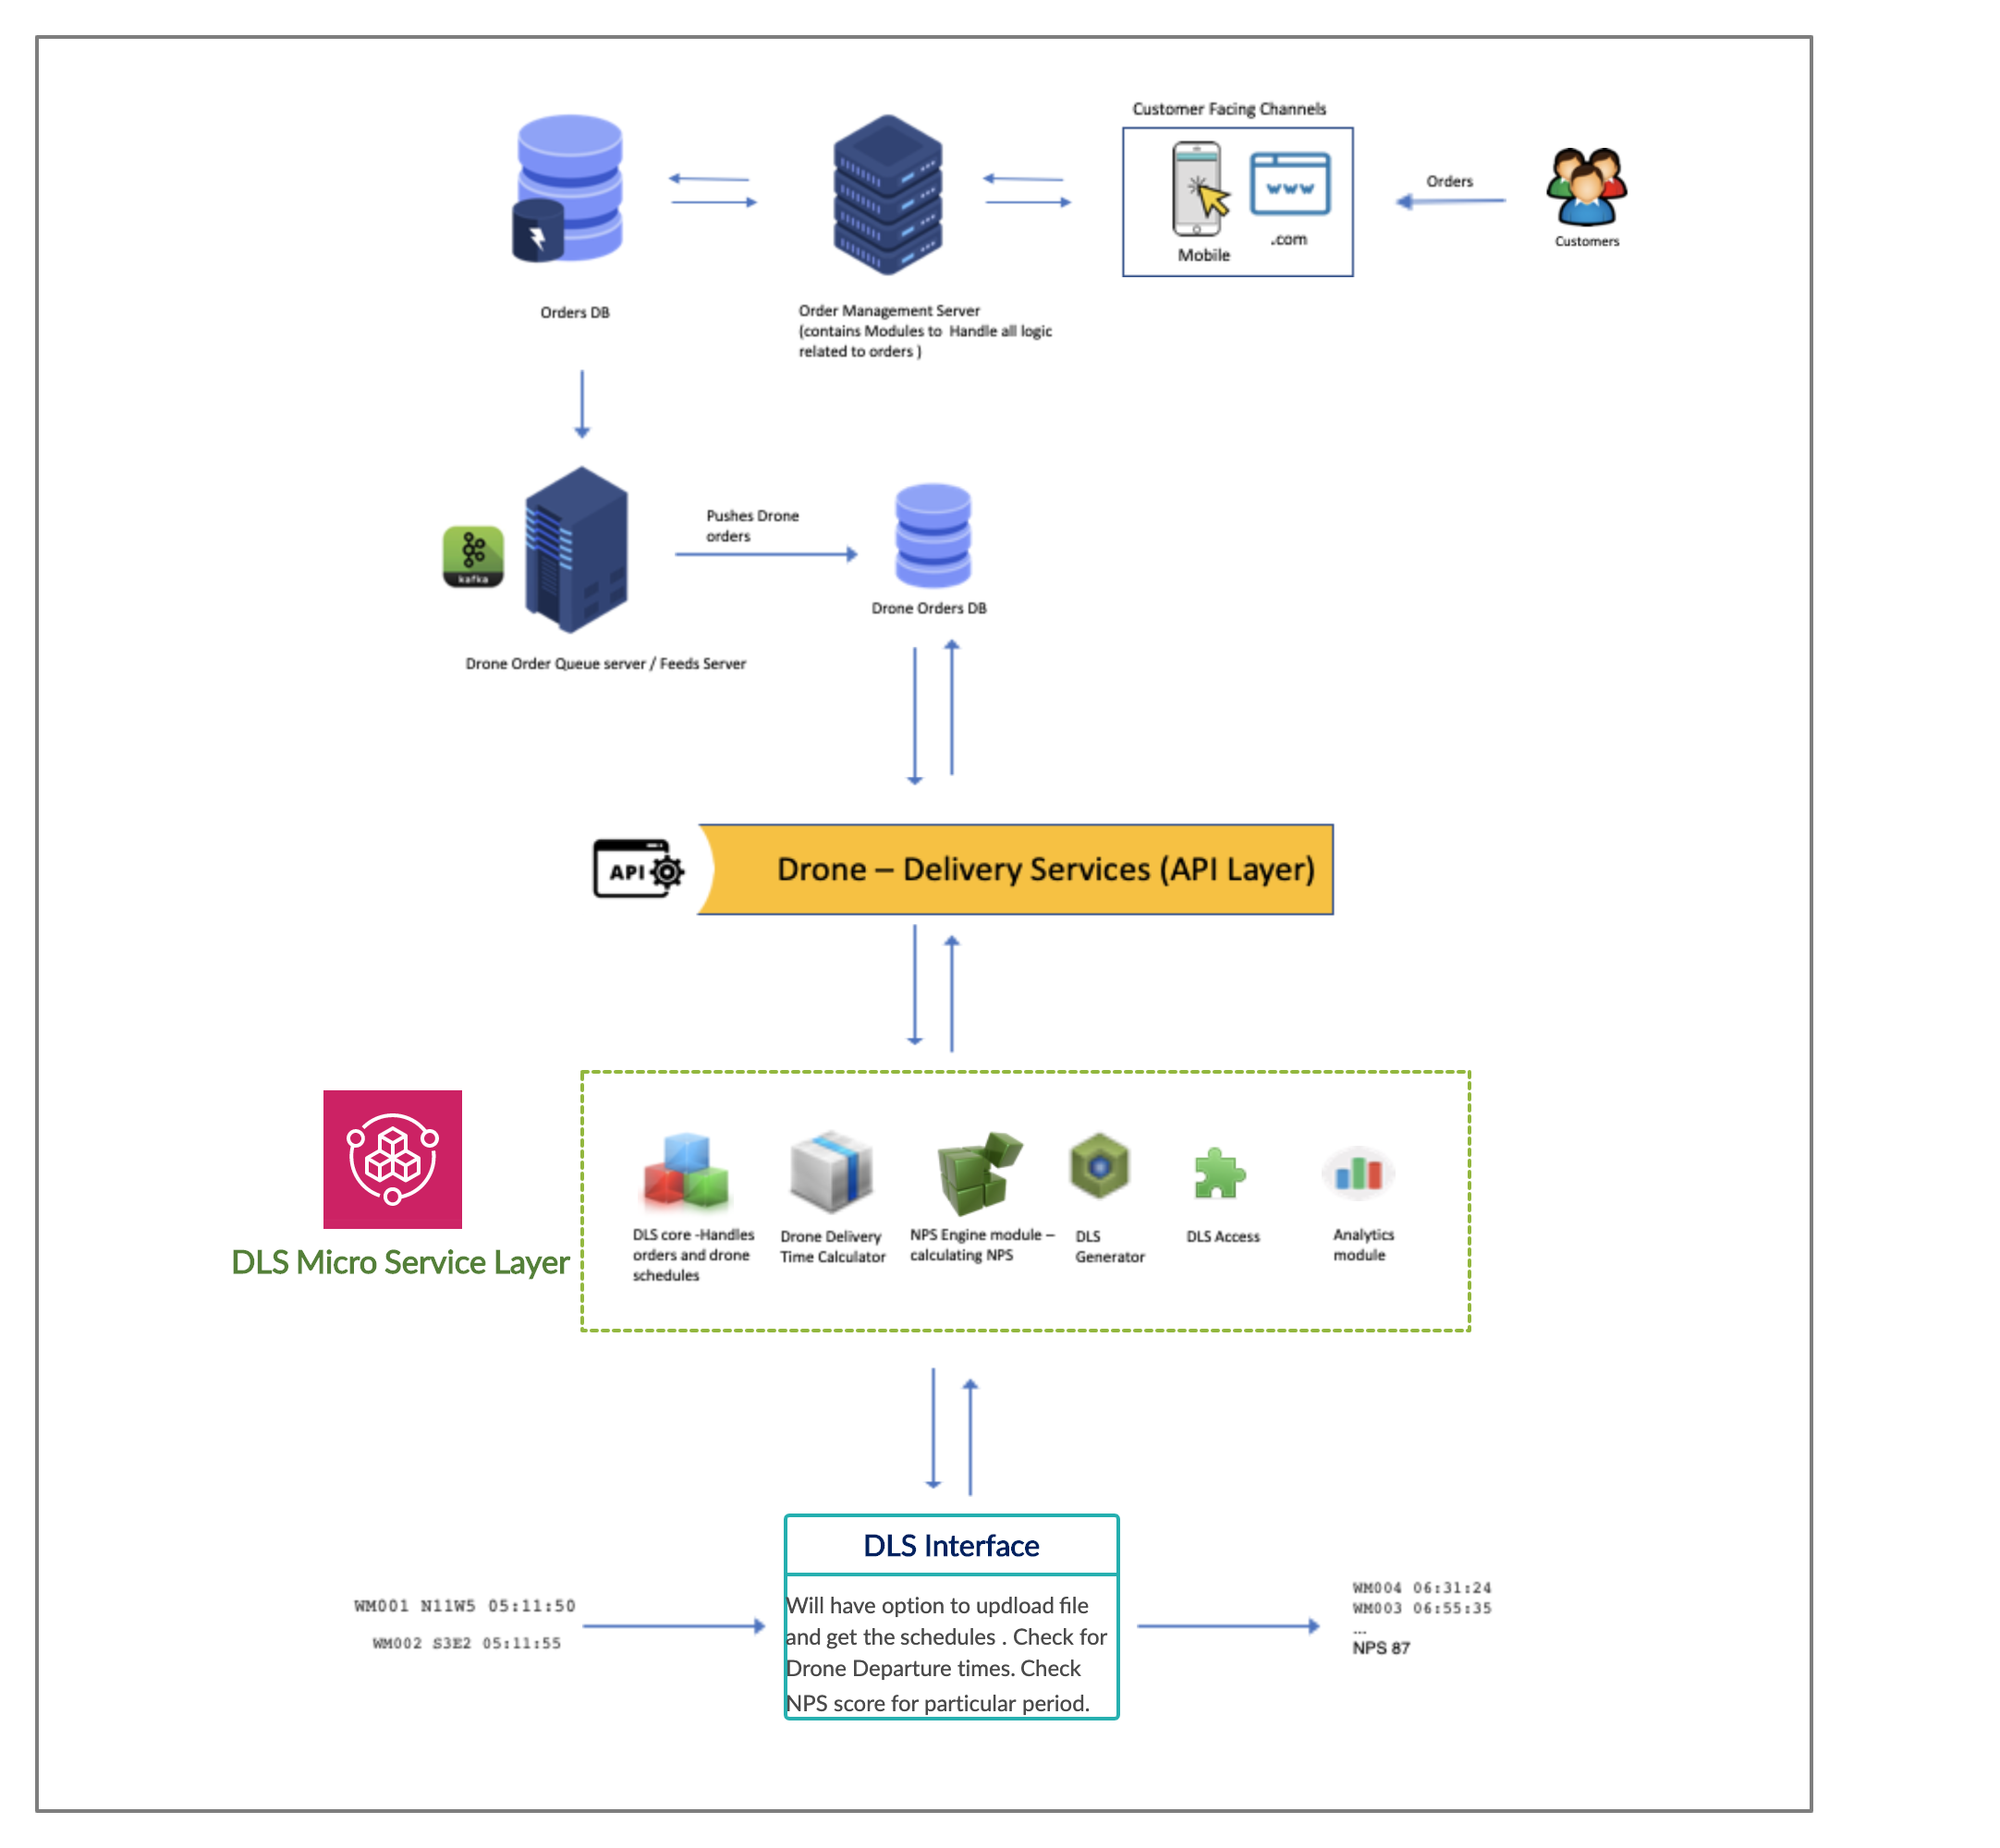 Customer Facing Channels
www
Mobile
.com
Orders
Customers
Orders DB
Order Management Server
(contains Modules to Handle all logic
related to orders )
kafka
Pushes Drone
orders
Drone Orders DB
Drone Order Queue server / Feeds Server
API
Drone – Delivery Services (API Layer)
DLS Micro Service Layer
DLS core -Handles
orders and drone
schedules
Drone Delivery
Time Calculator
NPS Engine module –
calculating NPS
DLS
Generator
DLS Access
Analytics
module
DLS Interface
Will have option to updload file
and get the schedules . Check for
Drone Departure times. Check
NPS score for particular period.
WM001 N11W5 05:11:50
WM002 S3E2 05:11:55
WM004 06:31:24
WM003 06:55:35
...
NPS 87